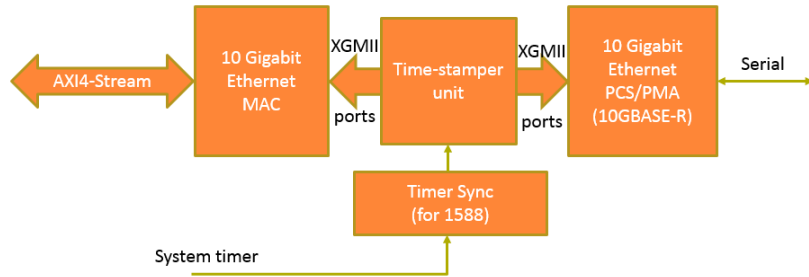 AXI4-Stream
10 Gigabit
Ethernet
MAC
XGMII
ports
Time-stamper
unit
XGMII
ports
10 Gigabit
Ethernet
PCS/PMA
(10GBASE-R)
Serial
Timer Sync
(for 1588)
System timer